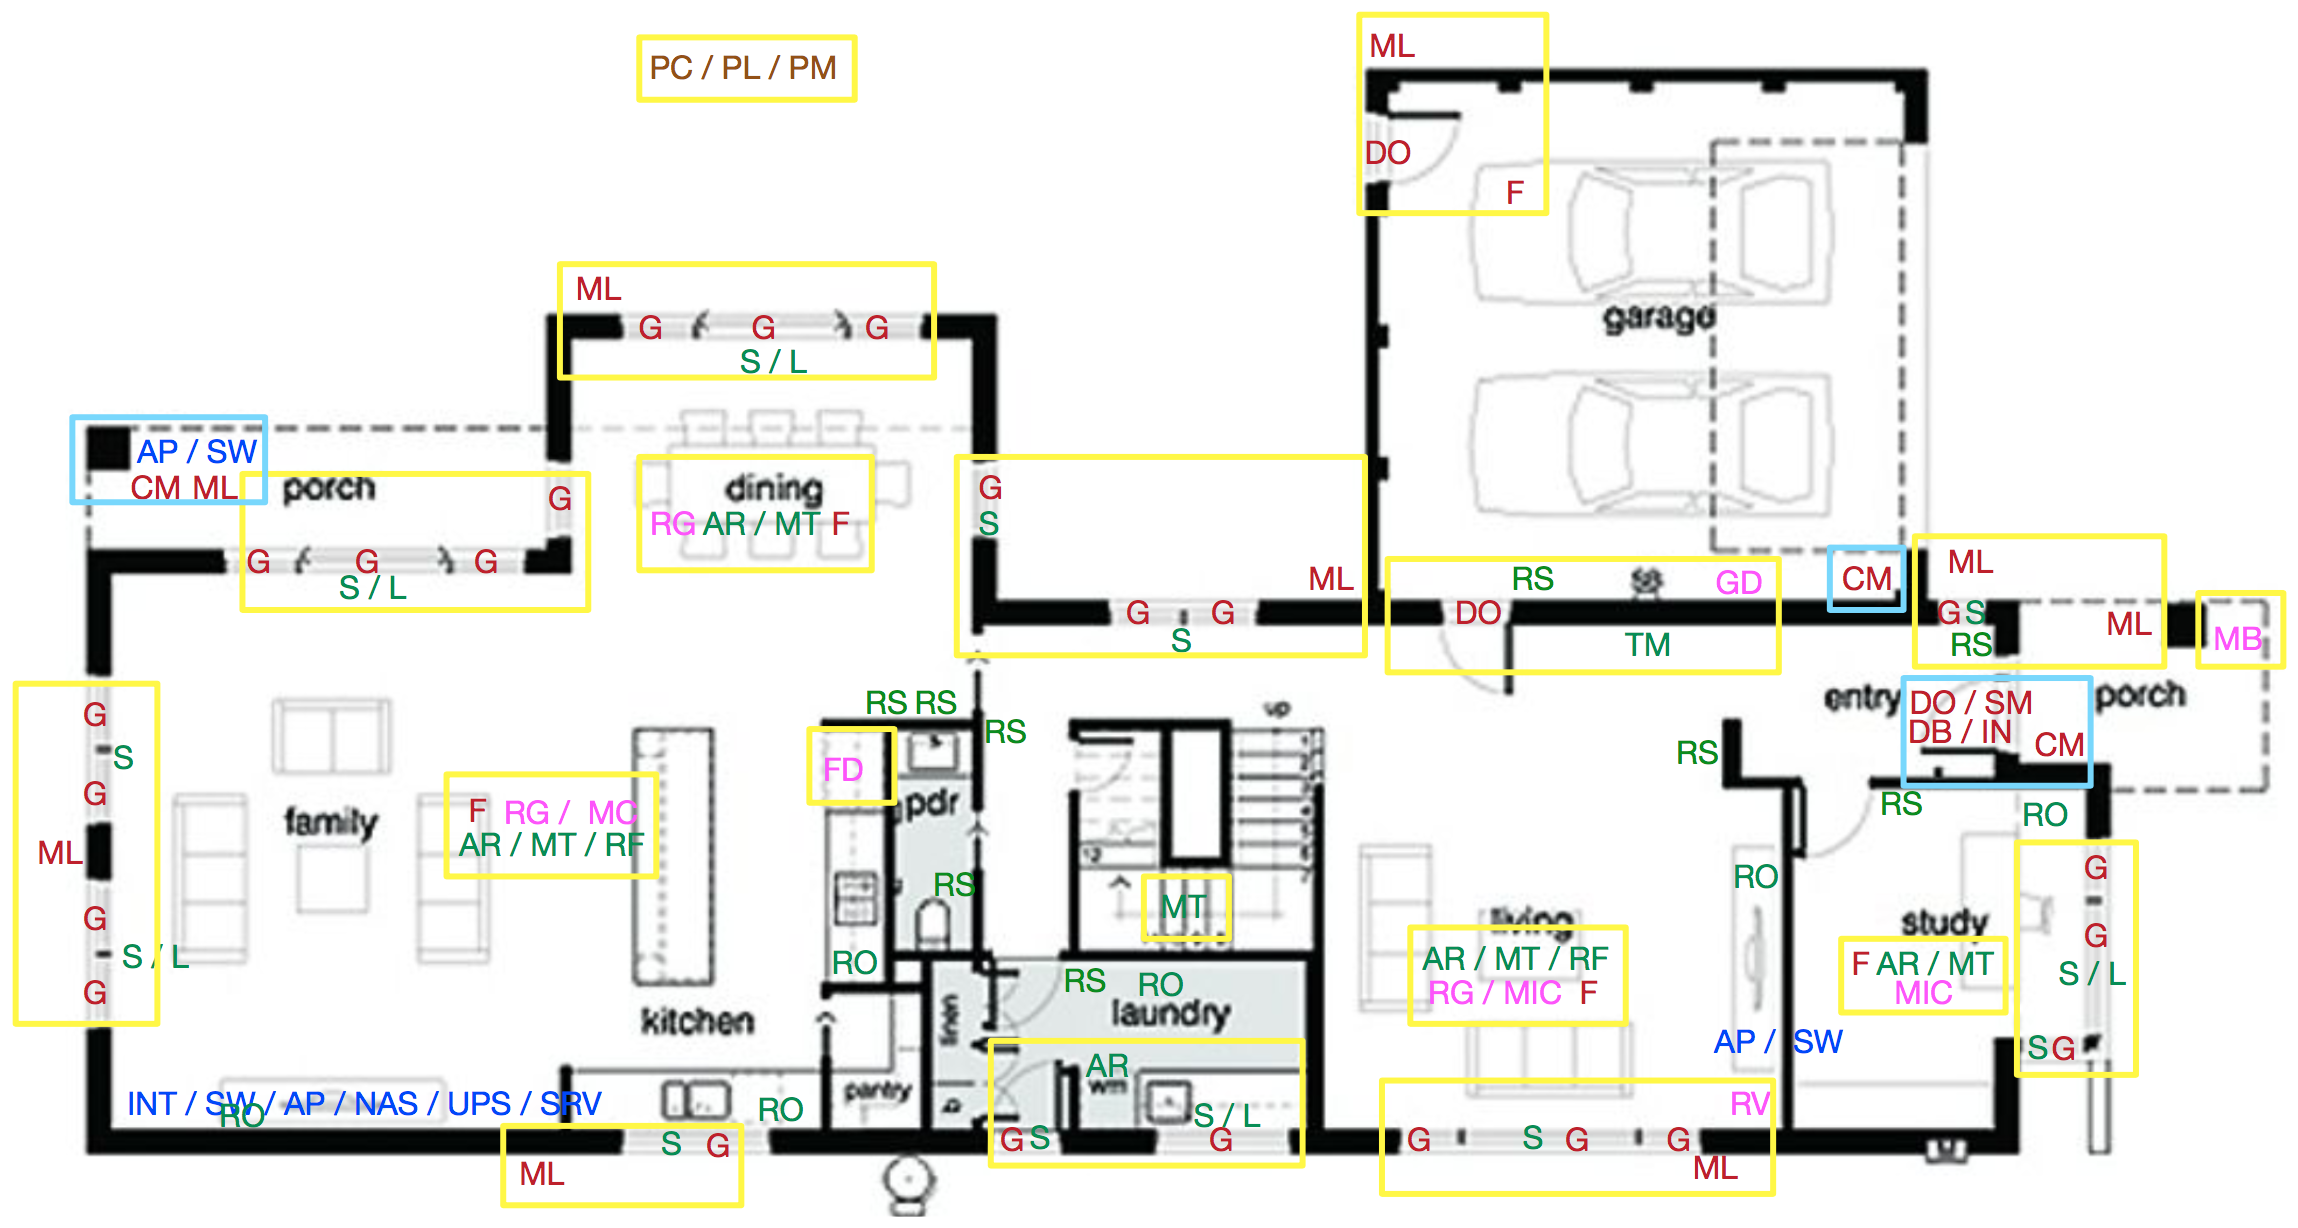 ML
PC / PL / PM
DO
F
ML
G G G
S / L
garage
AP / SW
CM ML
porch
G
dining
RG AR / MT F
G
S
G G G
S / L
ML
RS
SB
GD
CM
ML
G G
S
DO
TM
G S
RS
ML
MB
RS RS
RS
up
entry
DO / SM
DB / IN
CM
porch
G
S
G
FD
RS
RS
RO
family
F RG / MC
AR / MT / RF
pdr
ML
RS
MT
RO
G
G
S / L
G
living
AR / MT / RF
RG / MIC F
study
F AR / MT
MIC
G
S / L
G
RO
RS
RO
laundry
kitchen
linen
AP / SW
S G
AR
wm
pantry
INT / SW / AP / NAS / UPS / SRV
RO
RO
S / L
RV
S G
G S
G
G S G G
ML
ML